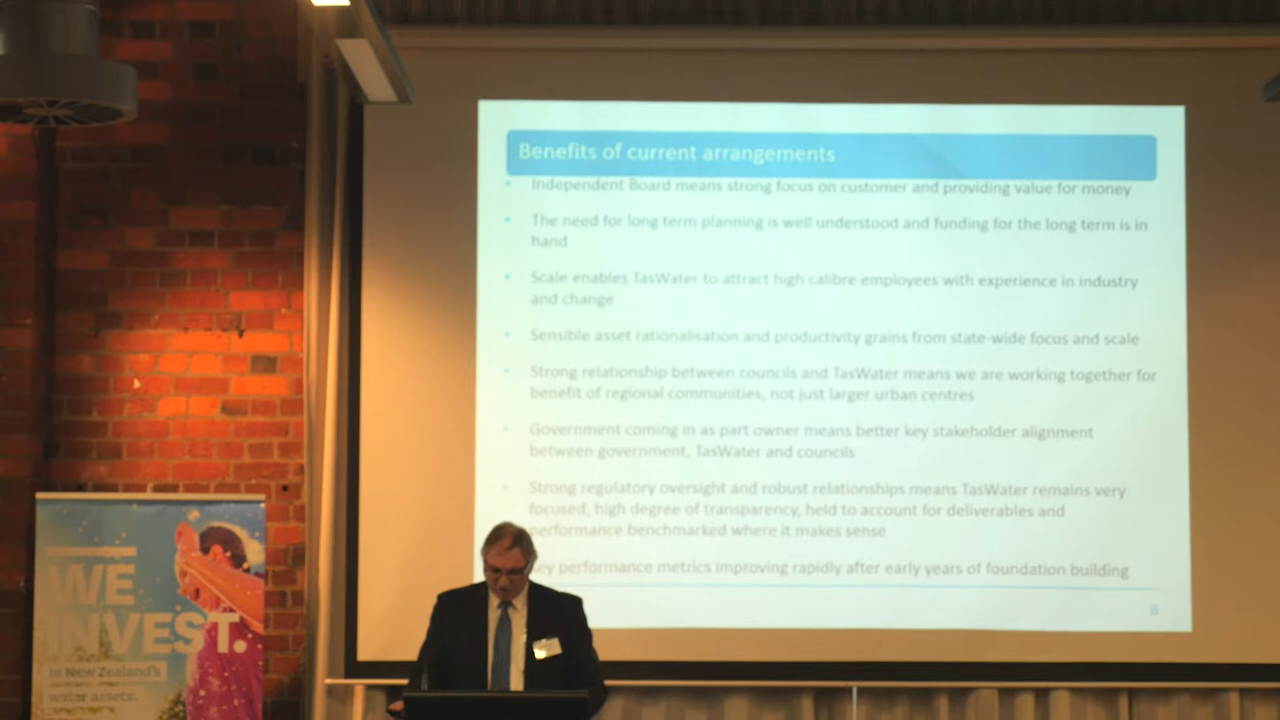 Benefits of current arrangements
• Independent Board means strong focus on customer and providing value for money
• The need for long term planning is well understood and funding for the long term is in
hand
• Scale enables TasWater to attract high calibre employees with experience in industry
and change
• Sensible asset rationalisation and productivity grains from state-wide focus and scale
• Strong relationship between councils and TasWater means we are working together for
benefit of regional communities, not just larger urban centres
• Government coming in as part owner means better key stakeholder alignment
between government, TasWater and councils
• Strong regulatory oversight and robust relationships means TasWater remains very
focused, high degree of transparency, held to account for deliverables and
performance benchmarked where it makes sense
key performance metrics improving rapidly after early years of foundation building
8
WE
INVEST.
In New Zealand's
water assets.